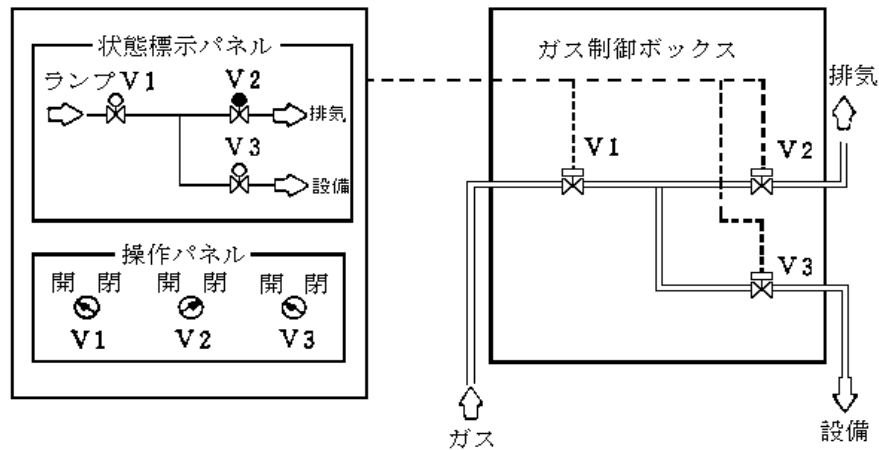 状態標示パネル
ランプ V1 V2
排気
V3
設備
操作パネル
開 閉 開 閉 開 閉
V1 V2 V3
ガス制御ボックス
排気
V1 V2
V3
ガス
設備